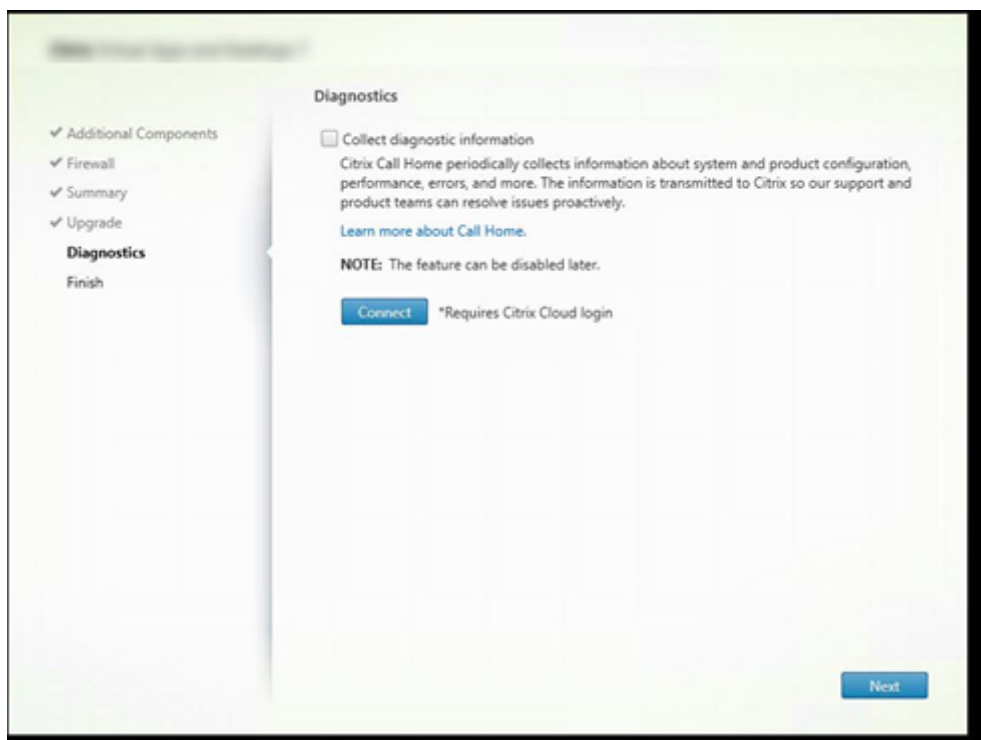 Diagnostics
✔ Additional Components
✔ Firewall
✔ Summary
✔ Upgrade
Diagnostics
Finish
Collect diagnostic information
Citrix Call Home periodically collects information about system and product configuration,
performance, errors, and more. The information is transmitted to Citrix so our support and
product teams can resolve issues proactively.
Learn more about Call Home.
NOTE: The feature can be disabled later.
Connect *Requires Citrix Cloud login
Next